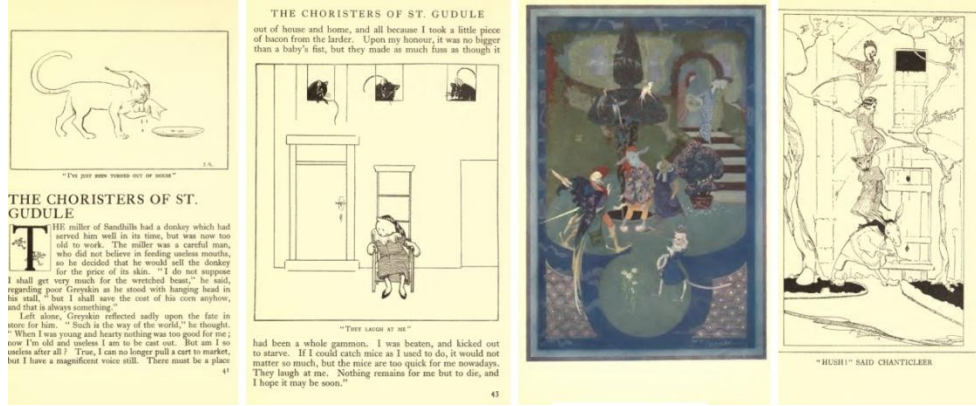 "I'VE JUST BEEN TURNED OUT OF HOUSE"
THE CHORISTERS OF ST.
GUDULE
THE miller of Sandhills had a donkey which had
served him well in its time, but was now too
old to work. The miller was a careful man,
who did not believe in feeding useless mouths,
so he decided that he would sell the donkey
for the price of its skin. "I do not suppose
I shall get very much for the wretched beast," he said,
regarding poor Greyskin as he stood with hanging head in
his stall, "but I shall save the cost of his corn anyhow,
and that is always something."
Left alone, Greyskin reflected sadly upon the fate in
store for him. "Such is the way of the world," he thought.
"When I was young and hearty nothing was too good for me;
now I'm old and useless I am to be cast out. But am I so
useless after all? True, I can no longer pull a cart to market,
but I have a magnificent voice still. There must be a place
41
THE CHORISTERS OF ST. GUDULE
out of house and home, and all because I took a little piece
of bacon from the larder. Upon my honour, it was no bigger
than a baby's fist, but they made as much fuss as though it
"THEY LAUGH AT ME"
had been a whole gammon. I was beaten, and kicked out
to starve. If I could catch mice as I used to do, it would not
matter so much, but the mice are too quick for me nowadays.
They laugh at me. Nothing remains for me but to die, and
I hope it may be soon."
43
"HUSH!" SAID CHANTICLEER